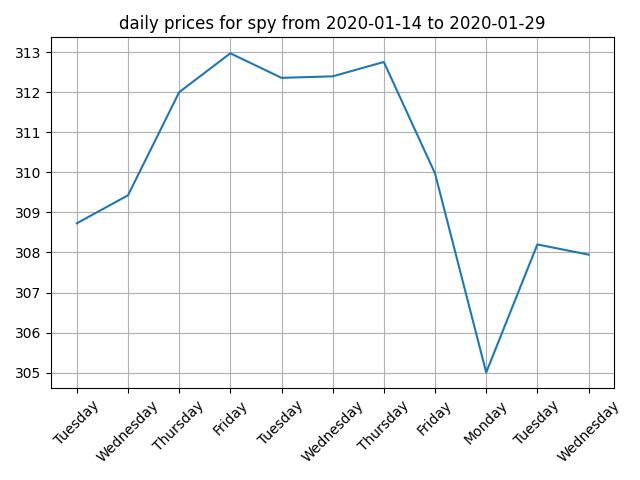 daily prices for spy from 2020-01-14 to 2020-01-29
313
312
311
310
309
308
307
306
305
Tuesday
Wednesday
Thursday
Friday
Tuesday
Wednesday
Thursday
Friday
Monday
Tuesday
Wednesday